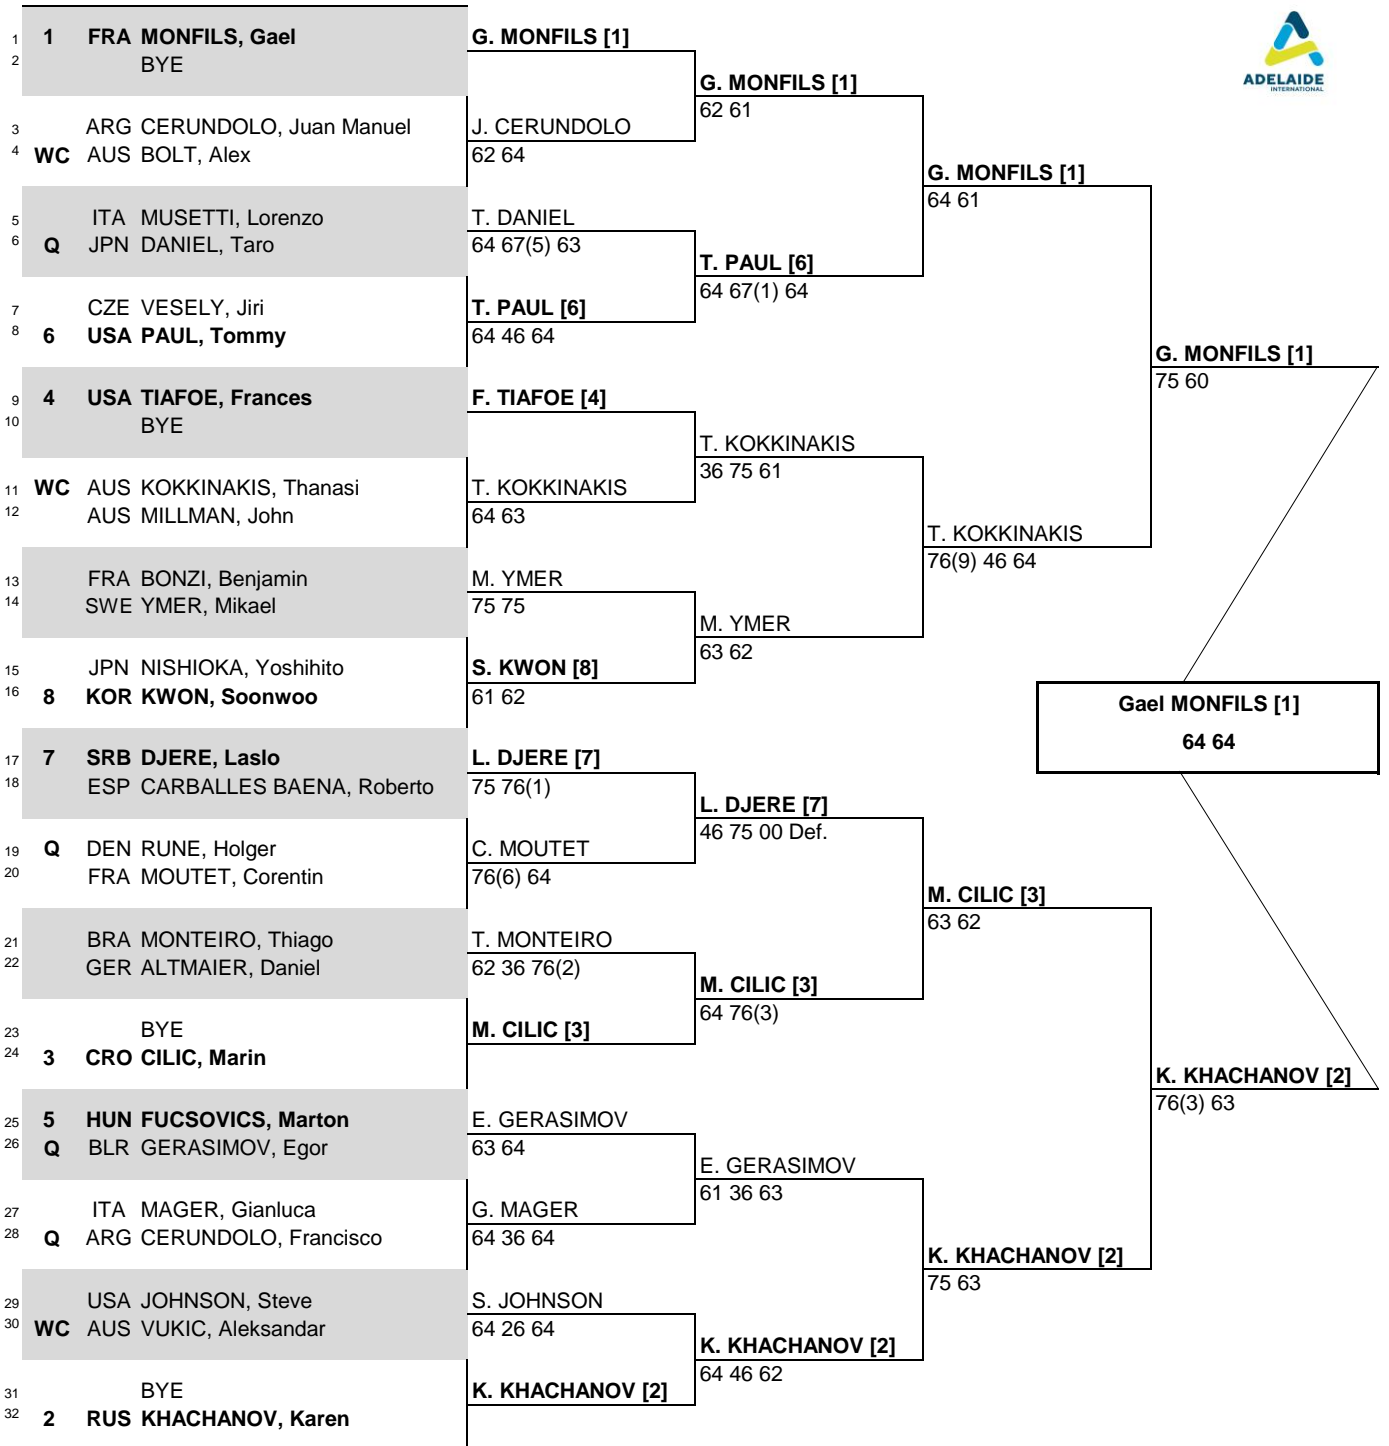 1 1 FRA MONFILS, Gael
2 BYE
3 ARG CERUNDOLO, Juan Manuel
4 WC AUS BOLT, Alex
5 ITA MUSETTI, Lorenzo
6 Q JPN DANIEL, Taro
7 CZE VESELY, Jiri
8 6 USA PAUL, Tommy
9 4 USA TIAFOE, Frances
10 BYE
11 WC AUS KOKKINAKIS, Thanasi
12 AUS MILLMAN, John
13 FRA BONZI, Benjamin
14 SWE YMER, Mikael
15 JPN NISHIOKA, Yoshihito
16 8 KOR KWON, Soonwoo
17 7 SRB DJERE, Laslo
18 ESP CARBALLES BAENA, Roberto
19 Q DEN RUNE, Holger
20 FRA MOUTET, Corentin
21 BRA MONTEIRO, Thiago
22 GER ALTMAIER, Daniel
23 BYE
24 3 CRO CILIC, Marin
25 5 HUN FUCSOVICS, Marton
26 Q BLR GERASIMOV, Egor
27 ITA MAGER, Gianluca
28 Q ARG CERUNDOLO, Francisco
29 USA JOHNSON, Steve
30 WC AUS VUKIC, Aleksandar
31 BYE
32 2 RUS KHACHANOV, Karen
G. MONFILS [1]
J. CERUNDOLO
62 64
T. DANIEL
64 67(5) 63
T. PAUL [6]
64 46 64
F. TIAFOE [4]
T. KOKKINAKIS
64 63
M. YMER
75 75
S. KWON [8]
61 62
L. DJERE [7]
75 76(1)
C. MOUTET
76(6) 64
T. MONTEIRO
62 36 76(2)
M. CILIC [3]
E. GERASIMOV
63 64
G. MAGER
64 36 64
S. JOHNSON
64 26 64
K. KHACHANOV [2]
G. MONFILS [1]
62 61
T. PAUL [6]
64 67(1) 64
T. KOKKINAKIS
36 75 61
M. YMER
63 62
L. DJERE [7]
46 75 00 Def.
M. CILIC [3]
64 76(3)
E. GERASIMOV
61 36 63
K. KHACHANOV [2]
64 46 62
G. MONFILS [1]
64 61
T. KOKKINAKIS
76(9) 46 64
M. CILIC [3]
63 62
K. KHACHANOV [2]
75 63
G. MONFILS [1]
75 60
K. KHACHANOV [2]
76(3) 63
Gael MONFILS [1]
64 64
ADELAIDE
INTERNATIONAL